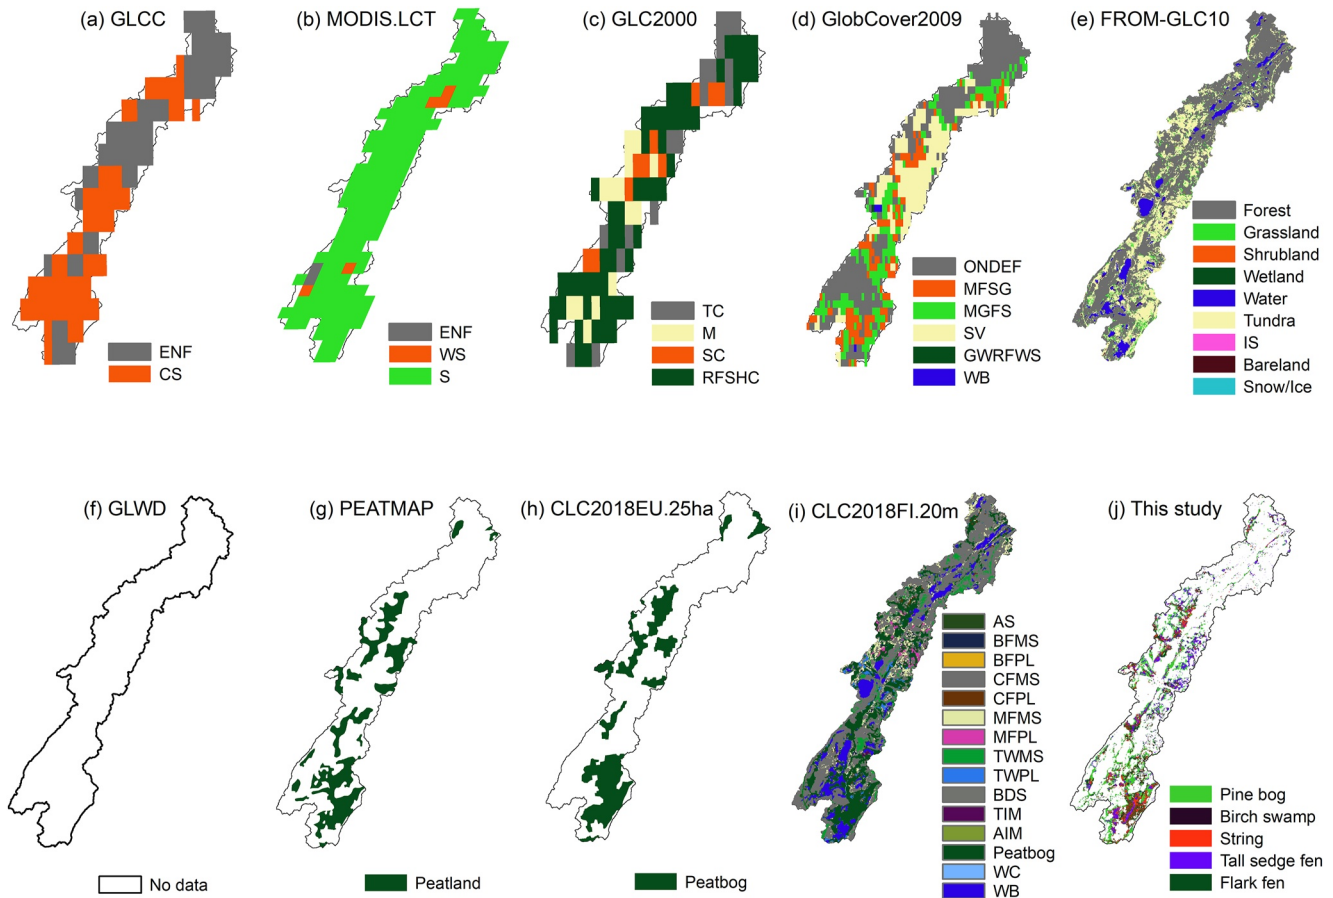 (a) GLCC
(b) MODIS.LCT
(c) GLC2000
(d) GlobCover2009
(e) FROM-GLC10
ENF
CS
ENF
WS
S
TC
M
SC
RFSHC
ONDEF
MFSG
MGFS
SV
GWRFWS
WB
Forest
Grassland
Shrubland
Wetland
Water
Tundra
IS
Bareland
Snow/Ice
(f) GLWD
(g) PEATMAP
(h) CLC2018EU.25ha
(i) CLC2018FI.20m
(j) This study
No data
Peatland
Peatbog
AS
BFMS
BFPL
CFMS
CFPL
MFMS
MFPL
TWMS
TWPL
BDS
TIM
AIM
Peatbog
WC
WB
Pine bog
Birch swamp
String
Tall sedge fen
Flark fen